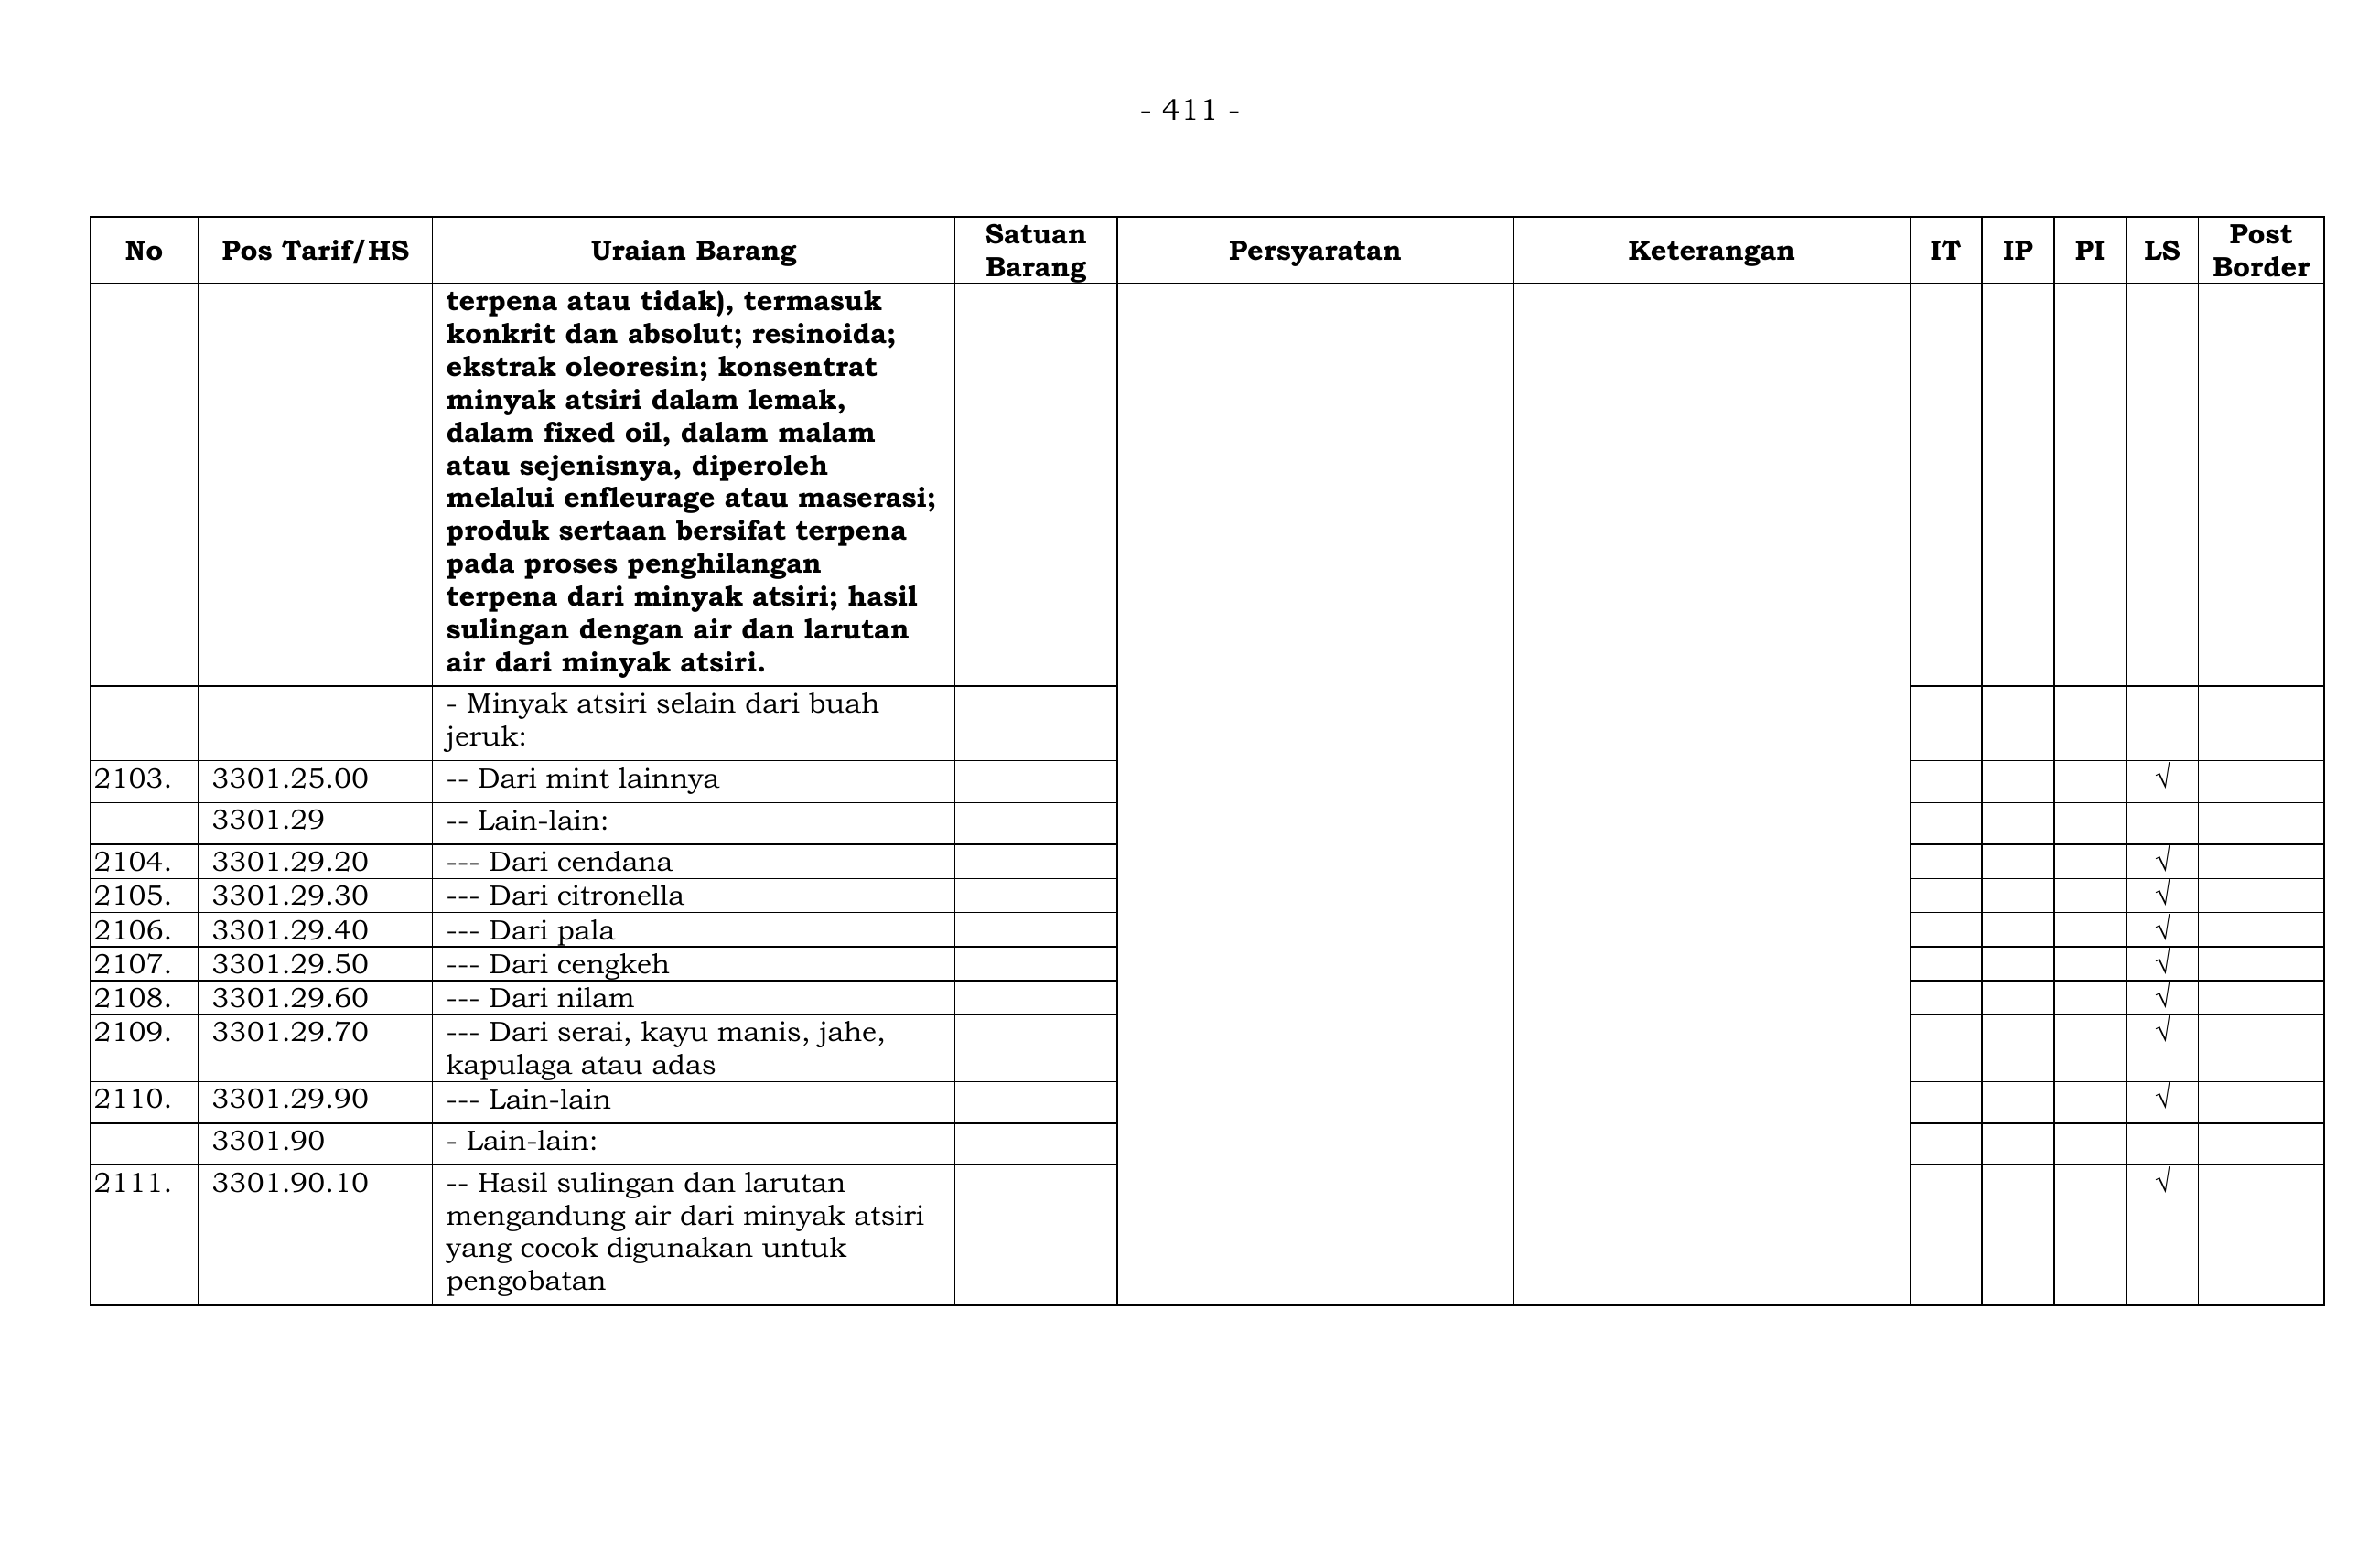 - 411 -
No Pos Tarif/HS Uraian Barang Satuan Barang Persyaratan Keterangan IT IP PI LS Post Border
terpena atau tidak), termasuk
konkrit dan absolut; resinoida;
ekstrak oleoresin; konsentrat
minyak atsiri dalam lemak,
dalam fixed oil, dalam malam
atau sejenisnya, diperoleh
melalui enfleurage atau maserasi;
produk sertaan bersifat terpena
pada proses penghilangan
terpena dari minyak atsiri; hasil
sulingan dengan air dan larutan
air dari minyak atsiri.
- Minyak atsiri selain dari buah
jeruk:
2103. 3301.25.00 -- Dari mint lainnya √
3301.29 -- Lain-lain:
2104. 3301.29.20 --- Dari cendana √
2105. 3301.29.30 --- Dari citronella √
2106. 3301.29.40 --- Dari pala √
2107. 3301.29.50 --- Dari cengkeh √
2108. 3301.29.60 --- Dari nilam √
2109. 3301.29.70 --- Dari serai, kayu manis, jahe, √
kapulaga atau adas
2110. 3301.29.90 --- Lain-lain √
3301.90 - Lain-lain:
2111. 3301.90.10 -- Hasil sulingan dan larutan √
mengandung air dari minyak atsiri
yang cocok digunakan untuk
pengobatan